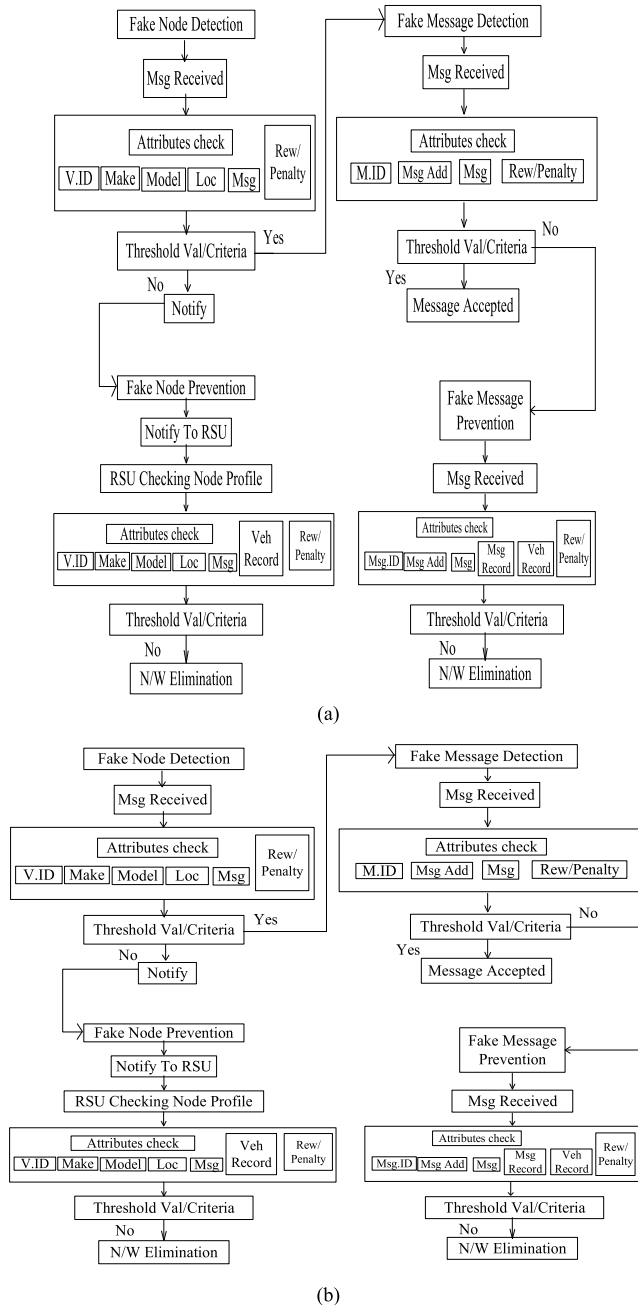 Fake Node Detection
Msg Received
Attributes check
Rew/
Penalty
V.ID
Make
Model
Loc
Msg
Threshold Val/Criteria
Yes
No
Notify
Fake Message Detection
Msg Received
Attributes check
M.ID
Msg Add
Msg
Rew/Penalty
Threshold Val/Criteria
No
Yes
Message Accepted
Fake Node Prevention
Notify To RSU
RSU Checking Node Profile
Attributes check
Veh
Record
Rew/
Penalty
V.ID
Make
Model
Loc
Msg
Threshold Val/Criteria
No
N/W Elimination
Fake Message
Prevention
Msg Received
Attributes check
Msg.ID
Msg Add
Msg
Msg
Record
Veh
Record
Rew/
Penalty
Threshold Val/Criteria
No
N/W Elimination
(a)
Fake Node Detection
Msg Received
Attributes check
Rew/
Penalty
V.ID
Make
Model
Loc
Msg
Threshold Val/Criteria
Yes
No
Notify
Fake Message Detection
Msg Received
Attributes check
M.ID
Msg Add
Msg
Rew/Penalty
Threshold Val/Criteria
No
Yes
Message Accepted
Fake Node Prevention
Notify To RSU
RSU Checking Node Profile
Attributes check
Veh
Record
Rew/
Penalty
V.ID
Make
Model
Loc
Msg
Threshold Val/Criteria
No
N/W Elimination
Fake Message
Prevention
Msg Received
Attributes check
Msg.ID
Msg Add
Msg
Msg
Record
Veh
Record
Rew/
Penalty
Threshold Val/Criteria
No
N/W Elimination
(b)